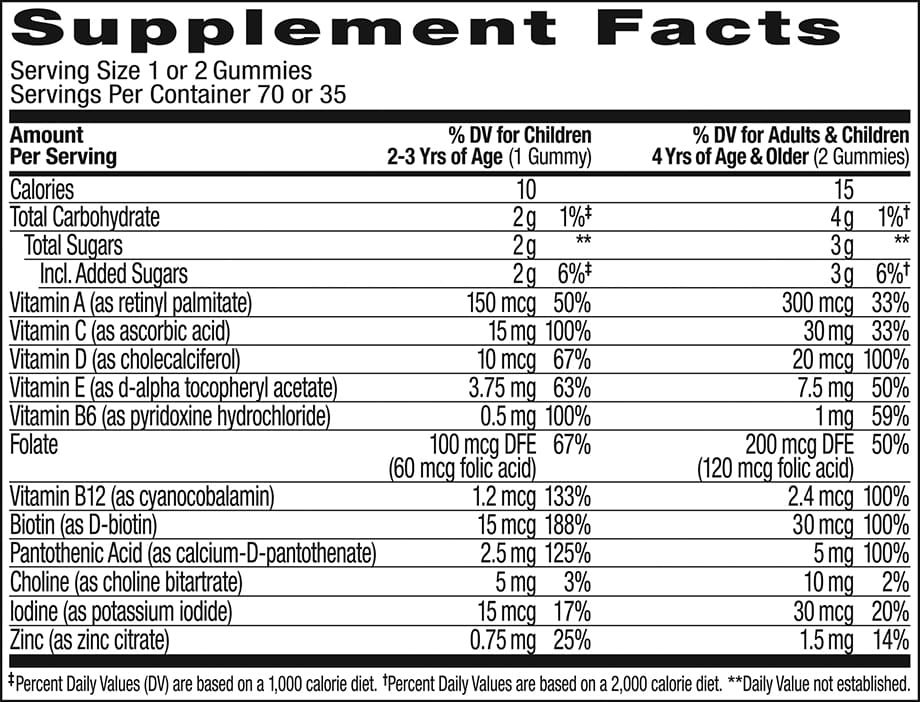 Supplement Facts
Serving Size 1 or 2 Gummies
Servings Per Container 70 or 35
Amount % DV for Children % DV for Adults & Children
Per Serving 2-3 Yrs of Age (1 Gummy) 4 Yrs of Age & Older (2 Gummies)
Calories 10 15
Total Carbohydrate 2 g 1%‡ 4 g 1%†
Total Sugars 2 g ** 3 g **
Incl. Added Sugars 2 g 6%‡ 3 g 6%†
Vitamin A (as retinyl palmitate) 150 mcg 50% 300 mcg 33%
Vitamin C (as ascorbic acid) 15 mg 100% 30 mg 33%
Vitamin D (as cholecalciferol) 10 mcg 67% 20 mcg 100%
Vitamin E (as d-alpha tocopheryl acetate) 3.75 mg 63% 7.5 mg 50%
Vitamin B6 (as pyridoxine hydrochloride) 0.5 mg 100% 1 mg 59%
Folate 100 mcg DFE 67% 200 mcg DFE 50%
(60 mcg folic acid) (120 mcg folic acid)
Vitamin B12 (as cyanocobalamin) 1.2 mcg 133% 2.4 mcg 100%
Biotin (as D-biotin) 15 mcg 188% 30 mcg 100%
Pantothenic Acid (as calcium-D-pantothenate) 2.5 mg 125% 5 mg 100%
Choline (as choline bitartrate) 5 mg 3% 10 mg 2%
Iodine (as potassium iodide) 15 mcg 17% 30 mcg 20%
Zinc (as zinc citrate) 0.75 mg 25% 1.5 mg 14%
‡Percent Daily Values (DV) are based on a 1,000 calorie diet. †Percent Daily Values are based on a 2,000 calorie diet. **Daily Value not established.